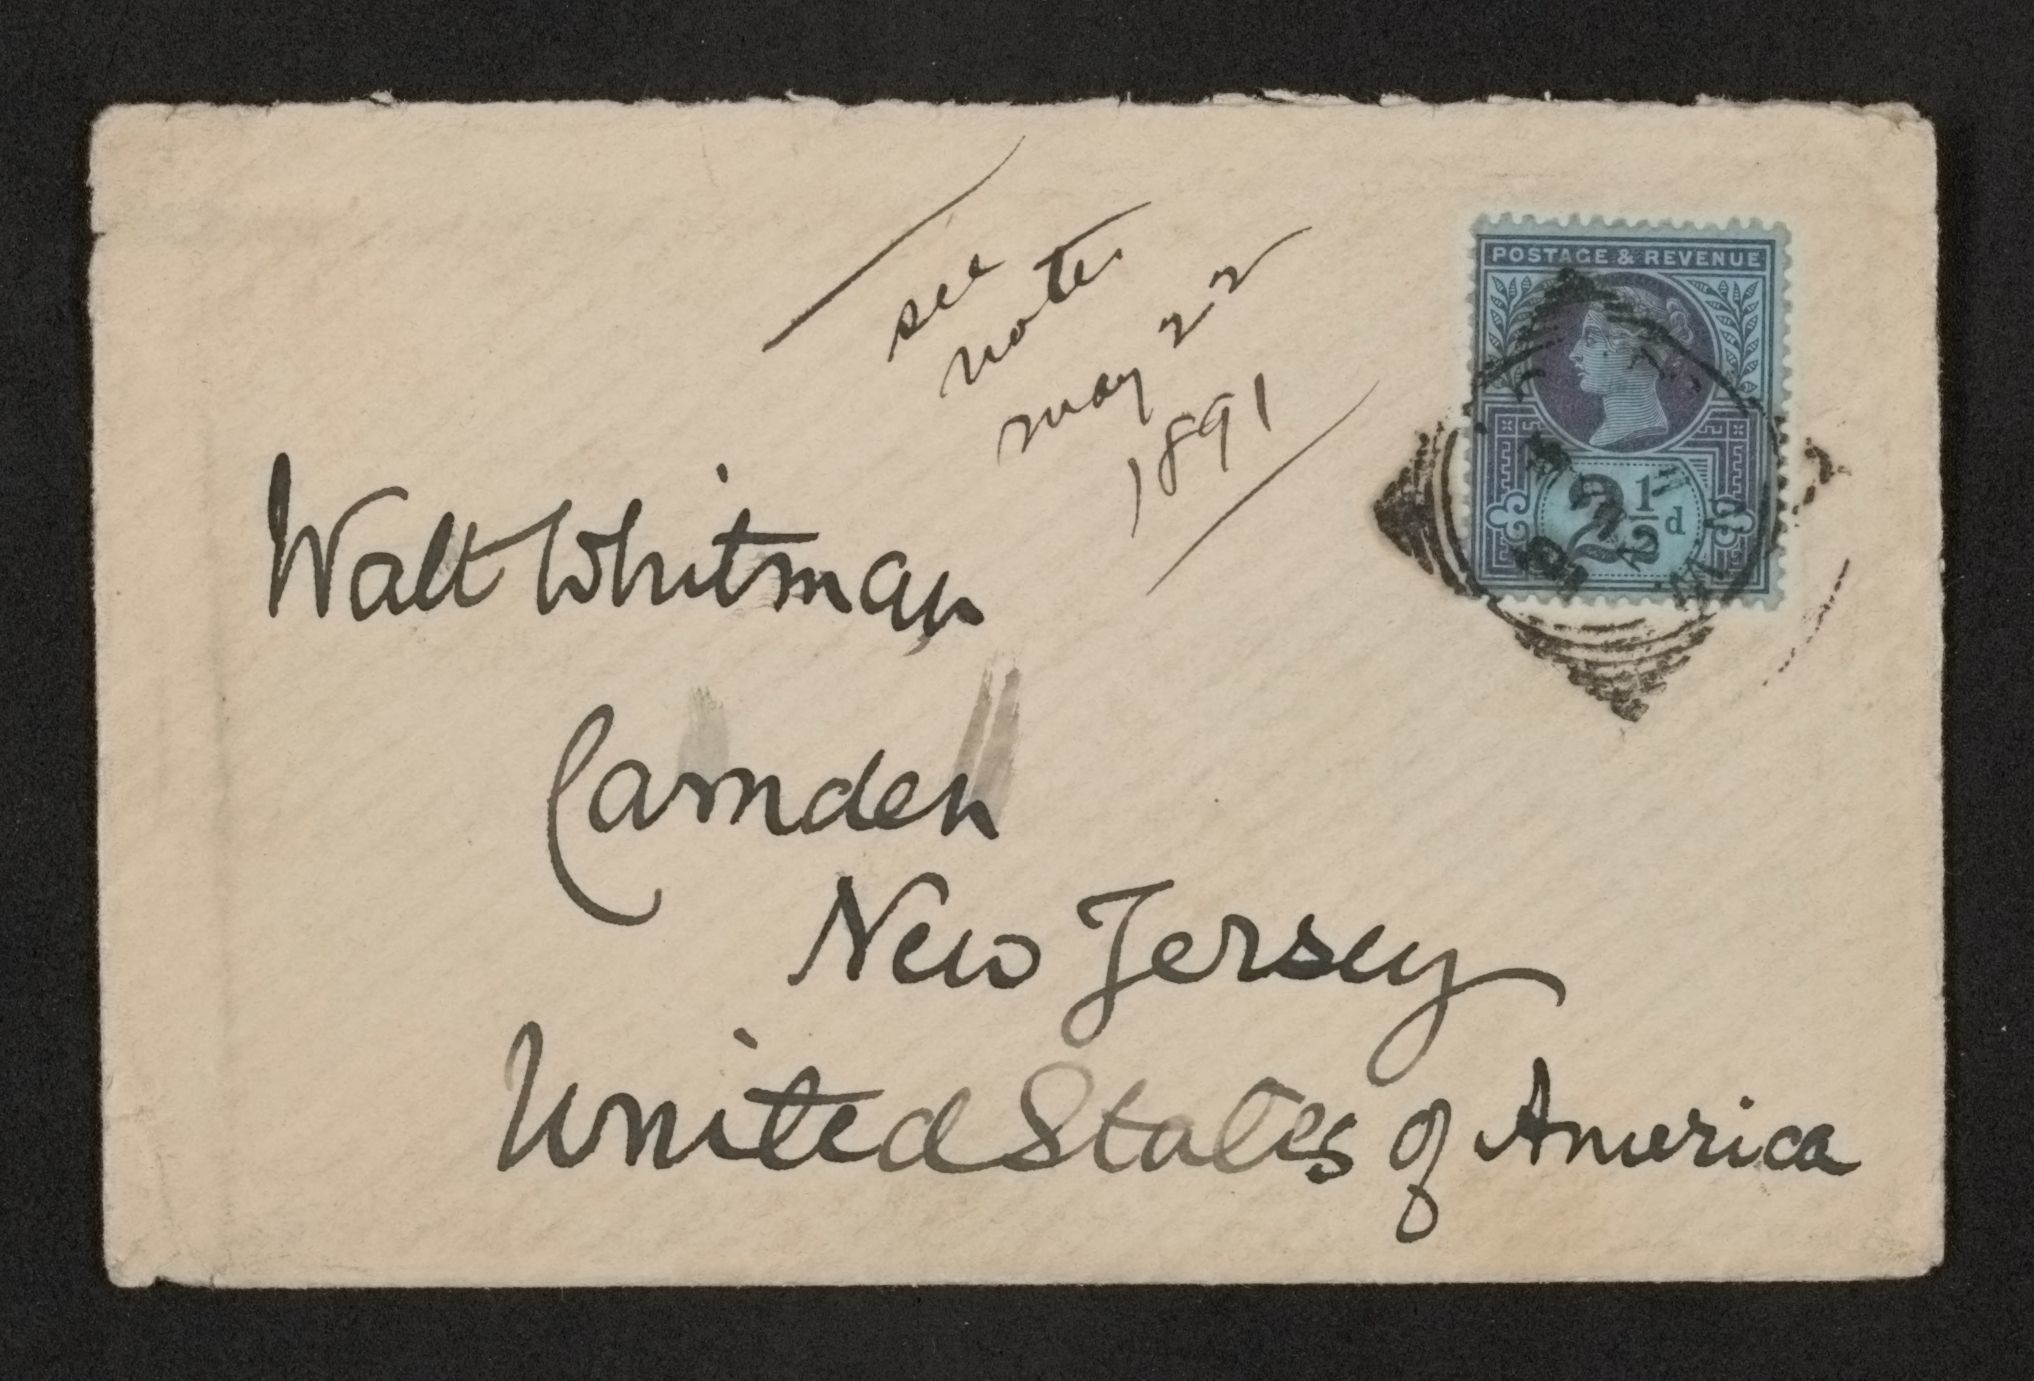 see
notes
may 22
1891
POSTAGE & REVENUE
2½d
Walt Whitman
Camden
New Jersey
United States of America